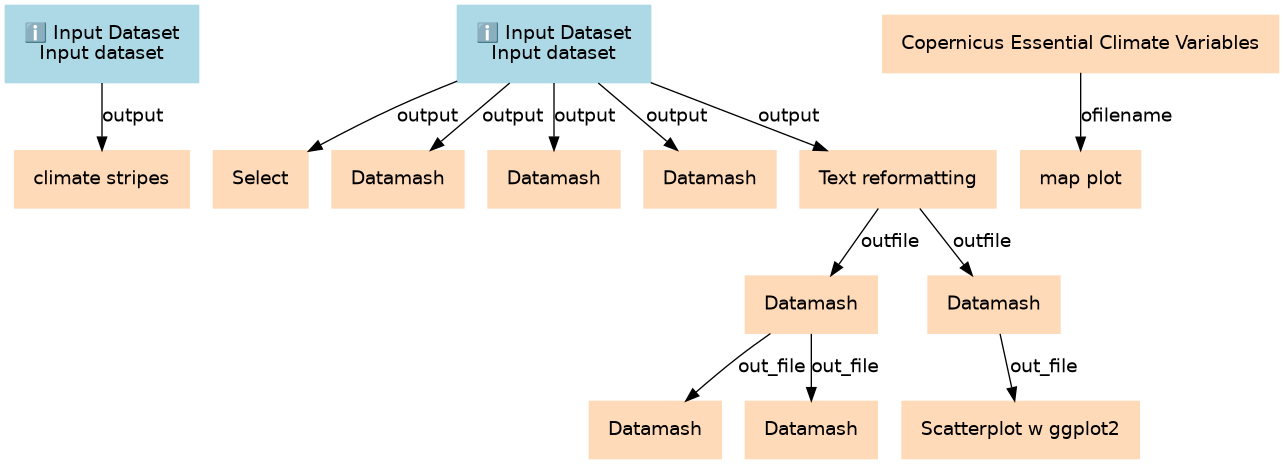 ℹ️ Input Dataset
Input dataset
ℹ️ Input Dataset
Input dataset
Copernicus Essential Climate Variables
output
output
output
output
output
output
ofilename
climate stripes
Select
Datamash
Datamash
Datamash
Text reformatting
map plot
outfile
outfile
Datamash
Datamash
out_file
out_file
out_file
Datamash
Datamash
Scatterplot w ggplot2